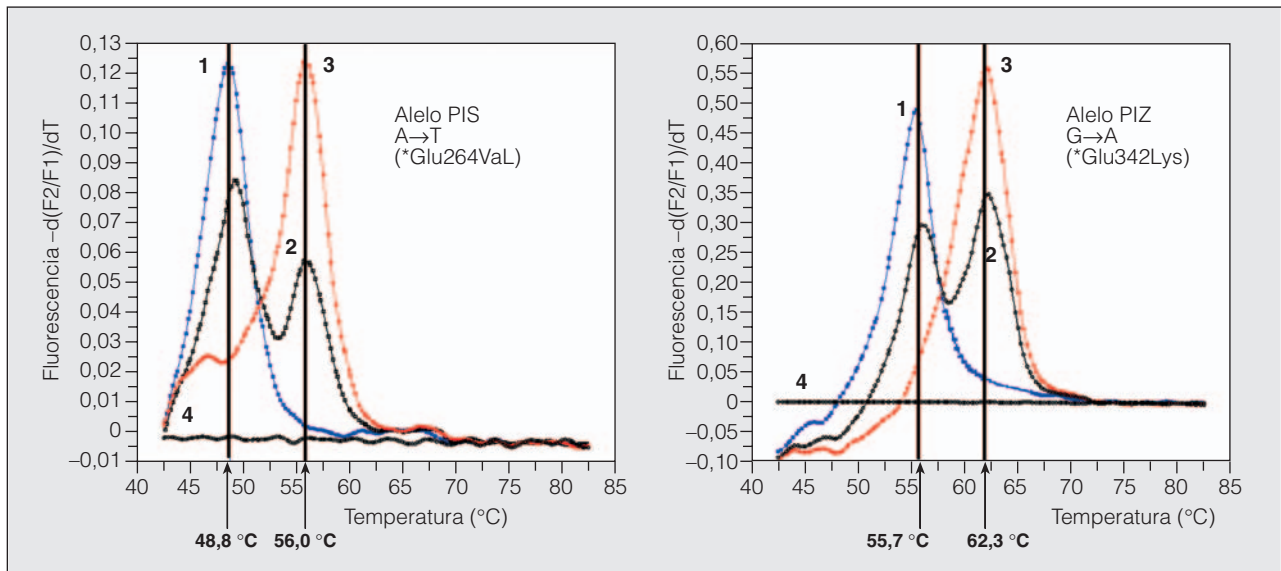 0,13
0,12
0,11
0,10
0,09
0,08
0,07
0,06
0,05
0,04
0,03
0,02
0,01
0
–0,01
Fluorescencia –d(F2/F1)/dT
1
3
2
4
Alelo PIS
A→T
(*Glu264VaL)
40 45 50 55 60 65 70 75 80 85
Temperatura (°C)
48,8 °C 56,0 °C
0,60
0,55
0,50
0,45
0,40
0,35
0,30
0,25
0,20
0,15
0,10
0,05
0
–0,05
–0,10
Fluorescencia –d(F2/F1)/dT
1
3
2
4
Alelo PIZ
G→A
(*Glu342Lys)
40 45 50 55 60 65 70 75 80 85
Temperatura (°C)
55,7 °C 62,3 °C